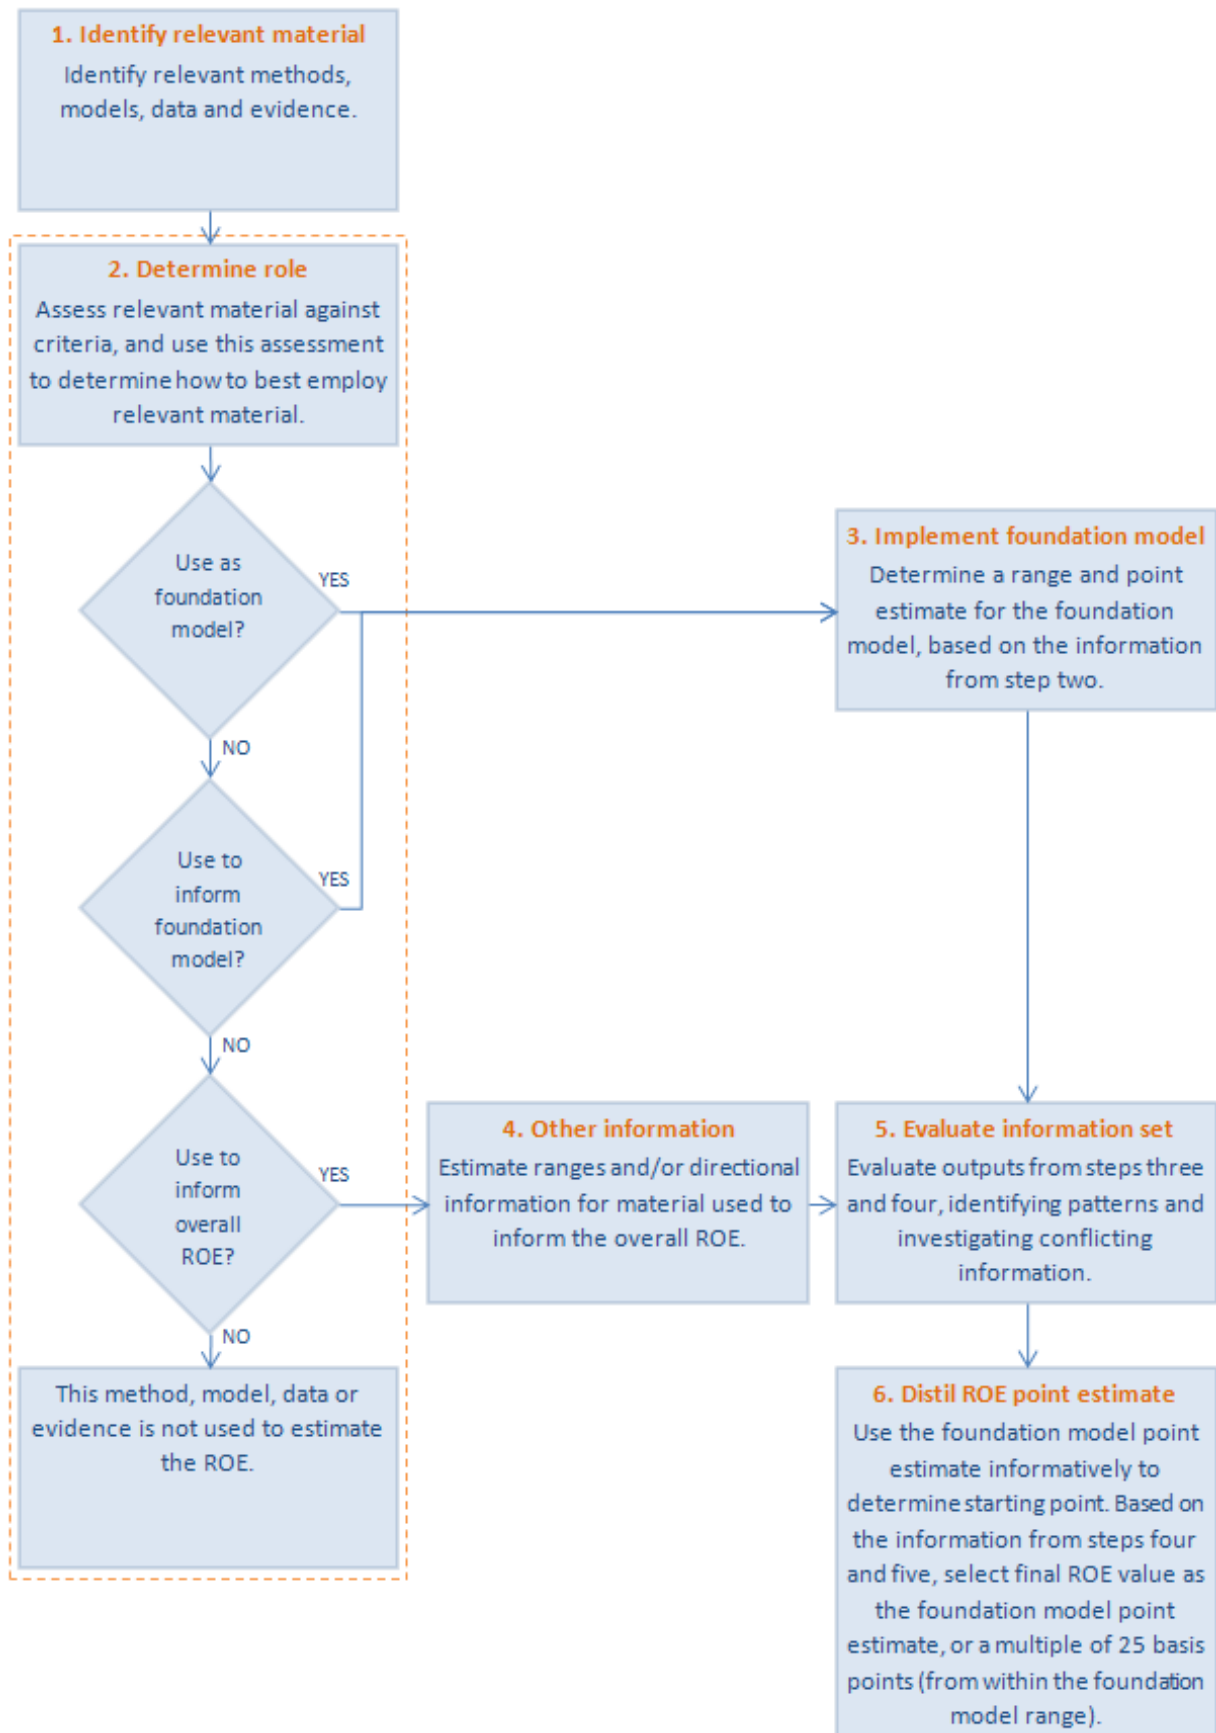 1. Identify relevant material
Identify relevant methods,
models, data and evidence.
2. Determine role
Assess relevant material against
criteria, and use this assessment
to determine how to best employ
relevant material.
Use as
foundation
model?
YES
NO
3. Implement foundation model
Determine a range and point
estimate for the foundation
model, based on the information
from step two.
Use to
inform
foundation
model?
YES
NO
Use to
inform
overall
ROE?
YES
NO
4. Other information
Estimate ranges and/or directional
information for material used to
inform the overall ROE.
5. Evaluate information set
Evaluate outputs from steps three
and four, identifying patterns and
investigating conflicting
information.
This method, model, data or
evidence is not used to estimate
the ROE.
6. Distil ROE point estimate
Use the foundation model point
estimate informatively to
determine starting point. Based on
the information from steps four
and five, select final ROE value as
the foundation model point
estimate, or a multiple of 25 basis
points (from within the foundation
model range).